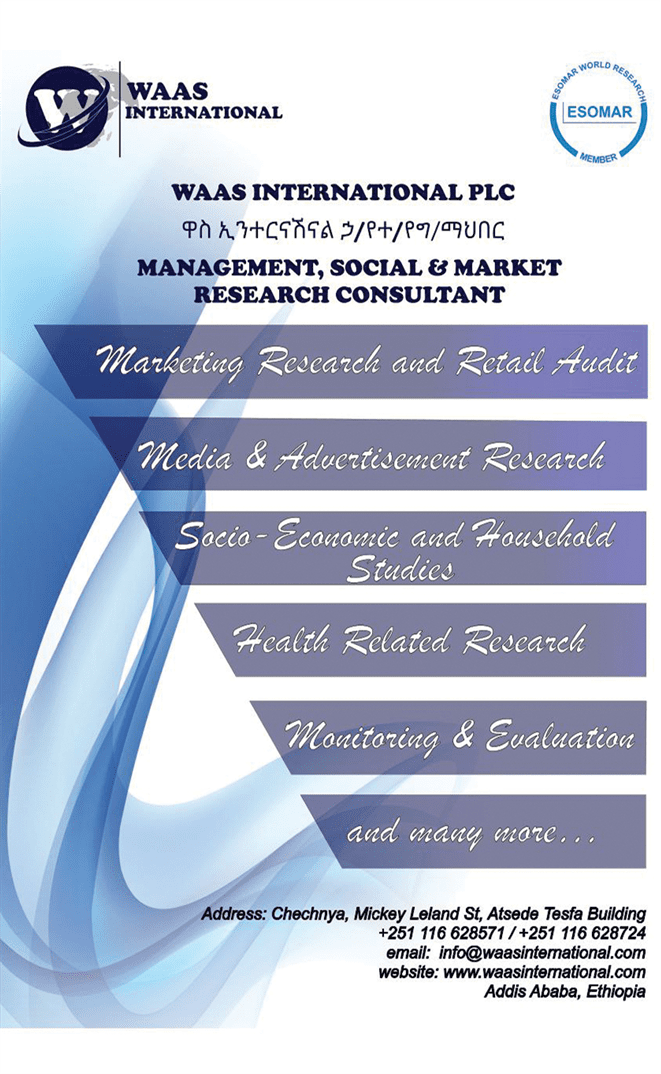 WAAS
INTERNATIONAL
W
ESOMAR WORLD RESEARCH
ESOMAR
MEMBER
WAAS INTERNATIONAL PLC
ዋስ ኢንተርናሽናል ኃ/የተ/የግ/ማህበር
MANAGEMENT, SOCIAL & MARKET
RESEARCH CONSULTANT
Marketing Research and Retail Audit
Media & Advertisement Research
Socio-Economic and Household
Studies
Health Related Research
Monitoring & Evaluation
and many more...
Address: Chechnya, Mickey Leland St, Atsede Tesfa Building
+251 116 628571 / +251 116 628724
email: info@waasinternational.com
website: www.waasinternational.com
Addis Ababa, Ethiopia